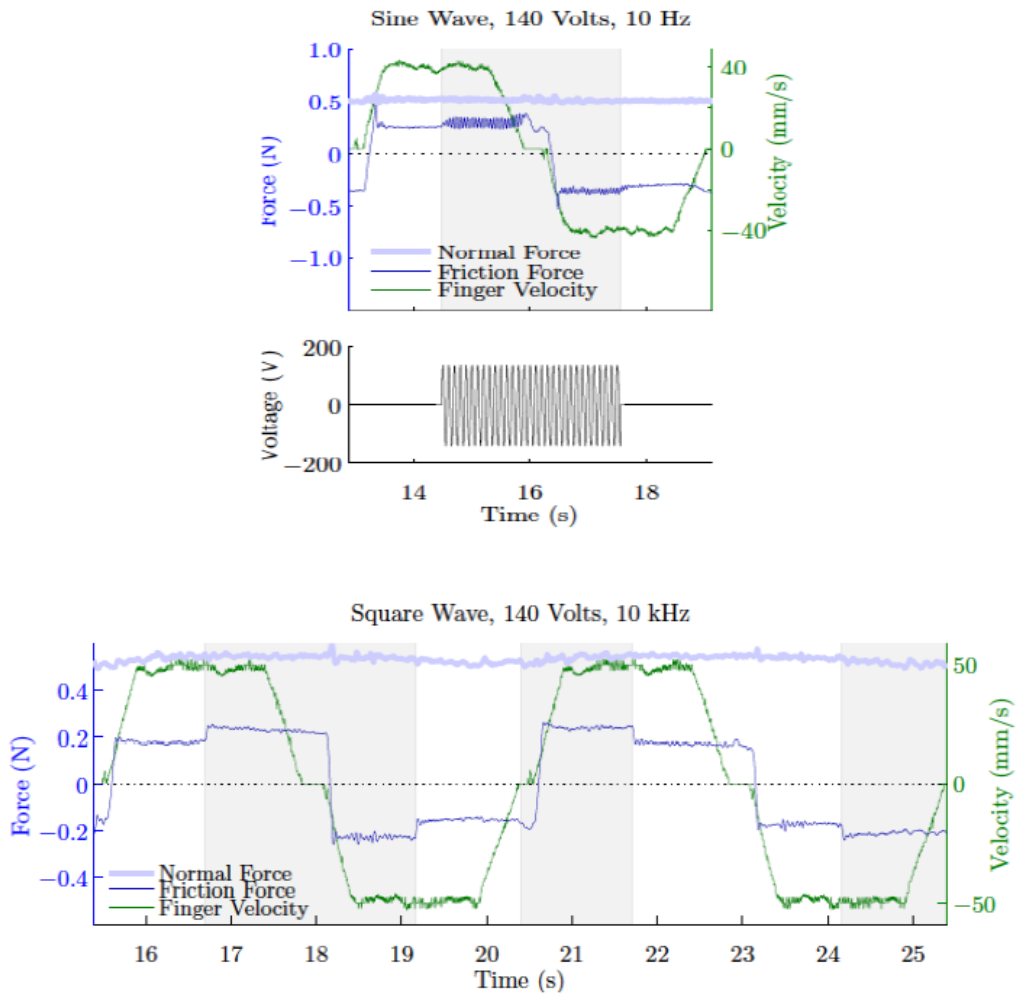 Sine Wave, 140 Volts, 10 Hz
1.0
0.5
0
−0.5
−1.0
Force (N)
40
0
−40
Velocity (mm/s)
Normal Force
Friction Force
Finger Velocity
200
0
−200
Voltage (V)
14 16 18
Time (s)
Square Wave, 140 Volts, 10 kHz
0.4
0.2
0
−0.2
−0.4
Force (N)
50
0
−50
Velocity (mm/s)
Normal Force
Friction Force
Finger Velocity
16 17 18 19 20 21 22 23 24 25
Time (s)